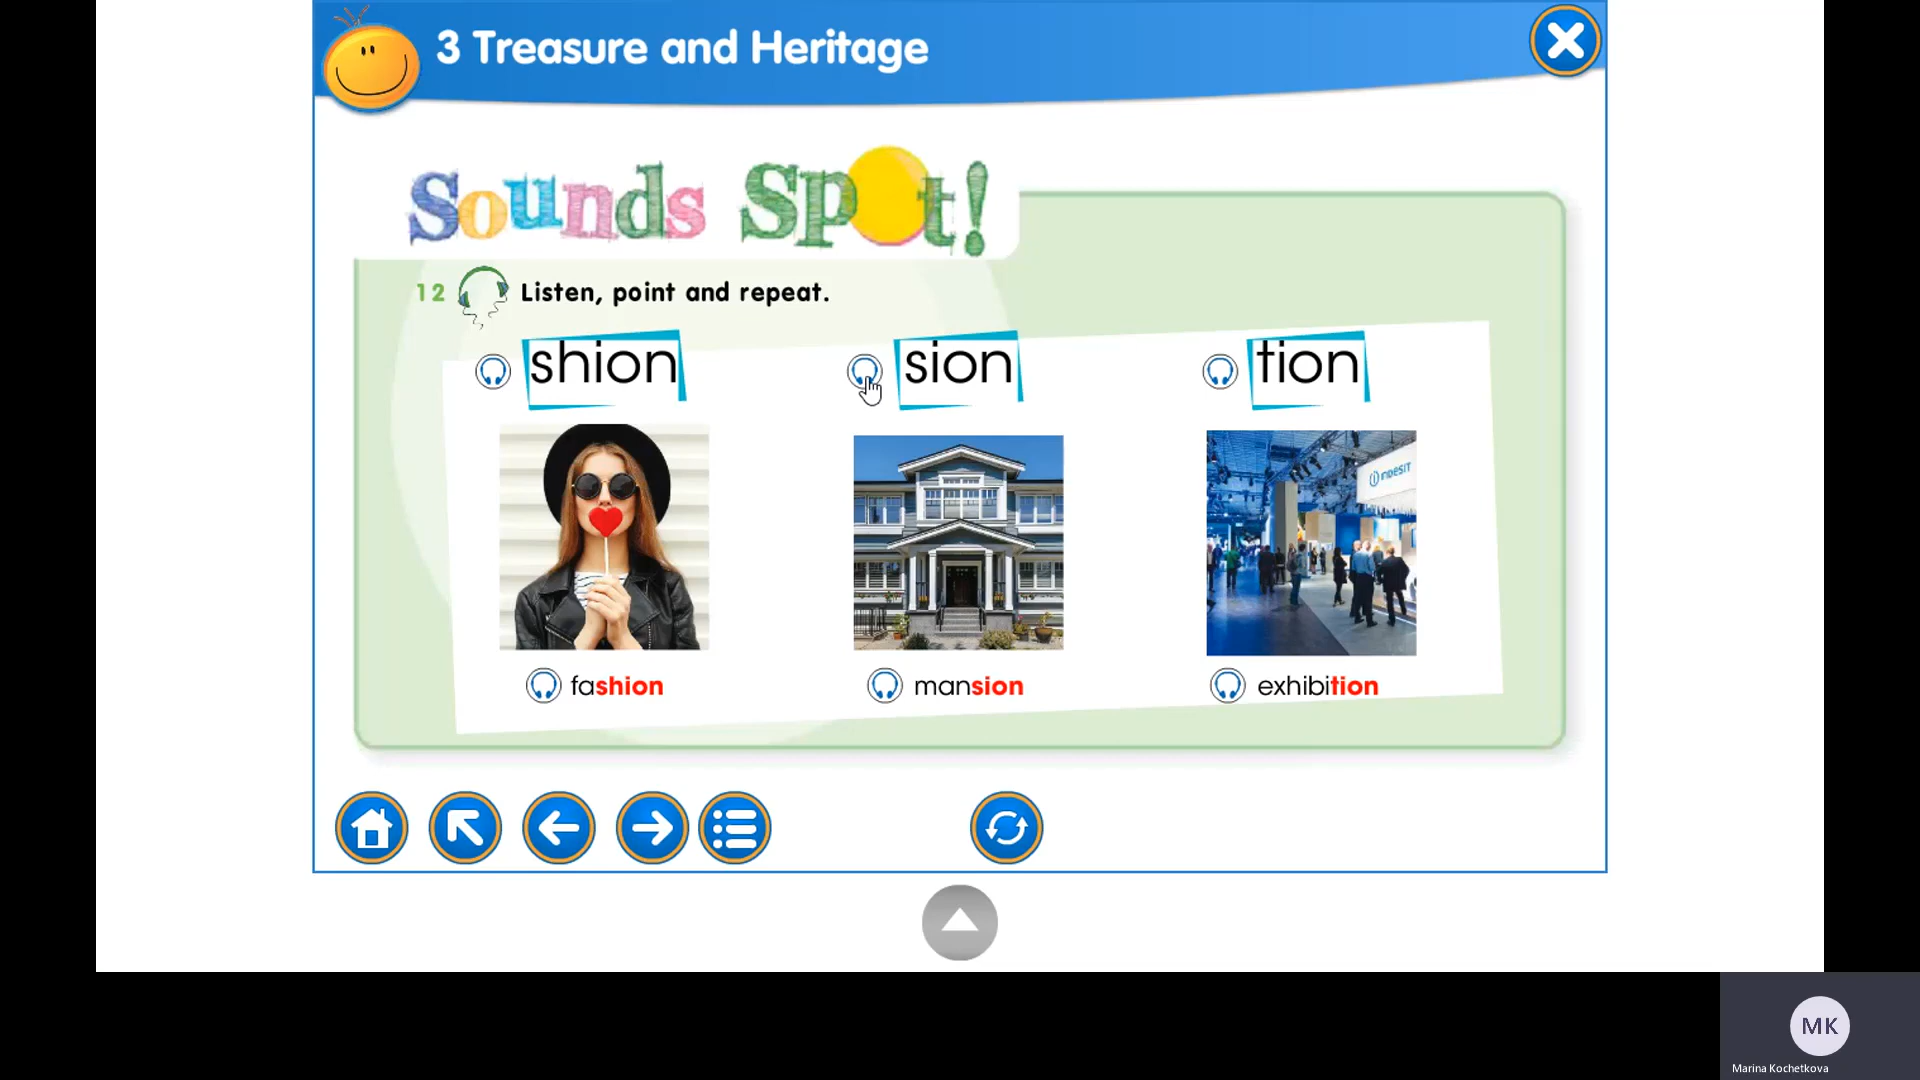 3 Treasure and Heritage
Sounds Spot!
12 Listen, point and repeat.
shion
sion
tion
INDESIT
fashion
mansion
exhibition
MK
Marina Kochetkova